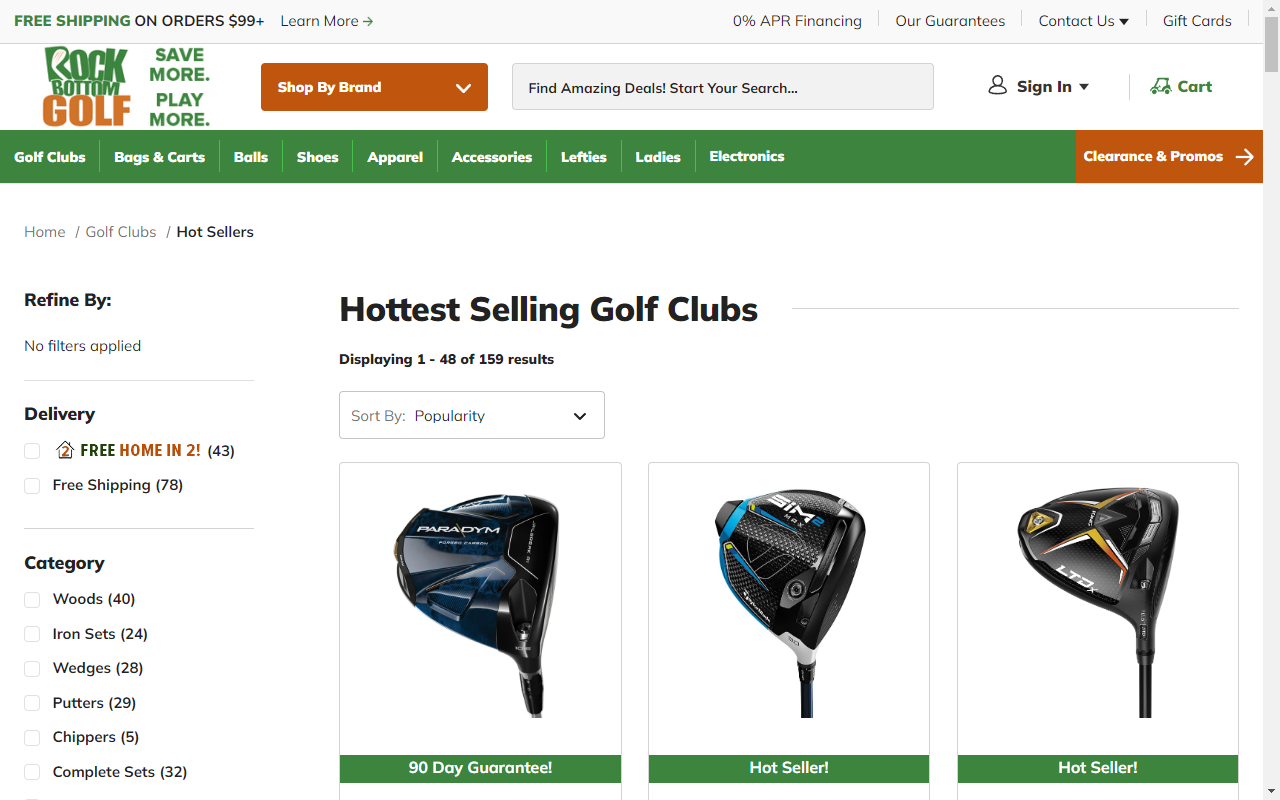 FREE SHIPPING ON ORDERS $99+ Learn More
0% APR Financing
Our Guarantees
Contact Us
Gift Cards
ROCK BOTTOM GOLF
SAVE MORE.
PLAY MORE.
Shop By Brand
Find Amazing Deals! Start Your Search...
Sign In
Cart
Golf Clubs
Bags & Carts
Balls
Shoes
Apparel
Accessories
Lefties
Ladies
Electronics
Clearance & Promos
Home / Golf Clubs / Hot Sellers
Refine By:
No filters applied
Delivery
2 FREE HOME IN 2! (43)
Free Shipping (78)
Category
Woods (40)
Iron Sets (24)
Wedges (28)
Putters (29)
Chippers (5)
Complete Sets (32)
Hottest Selling Golf Clubs
Displaying 1 - 48 of 159 results
Sort By: Popularity
PARADYM
FORGED CARBON
SIM2
MAX
LTDx
90 Day Guarantee!
Hot Seller!
Hot Seller!